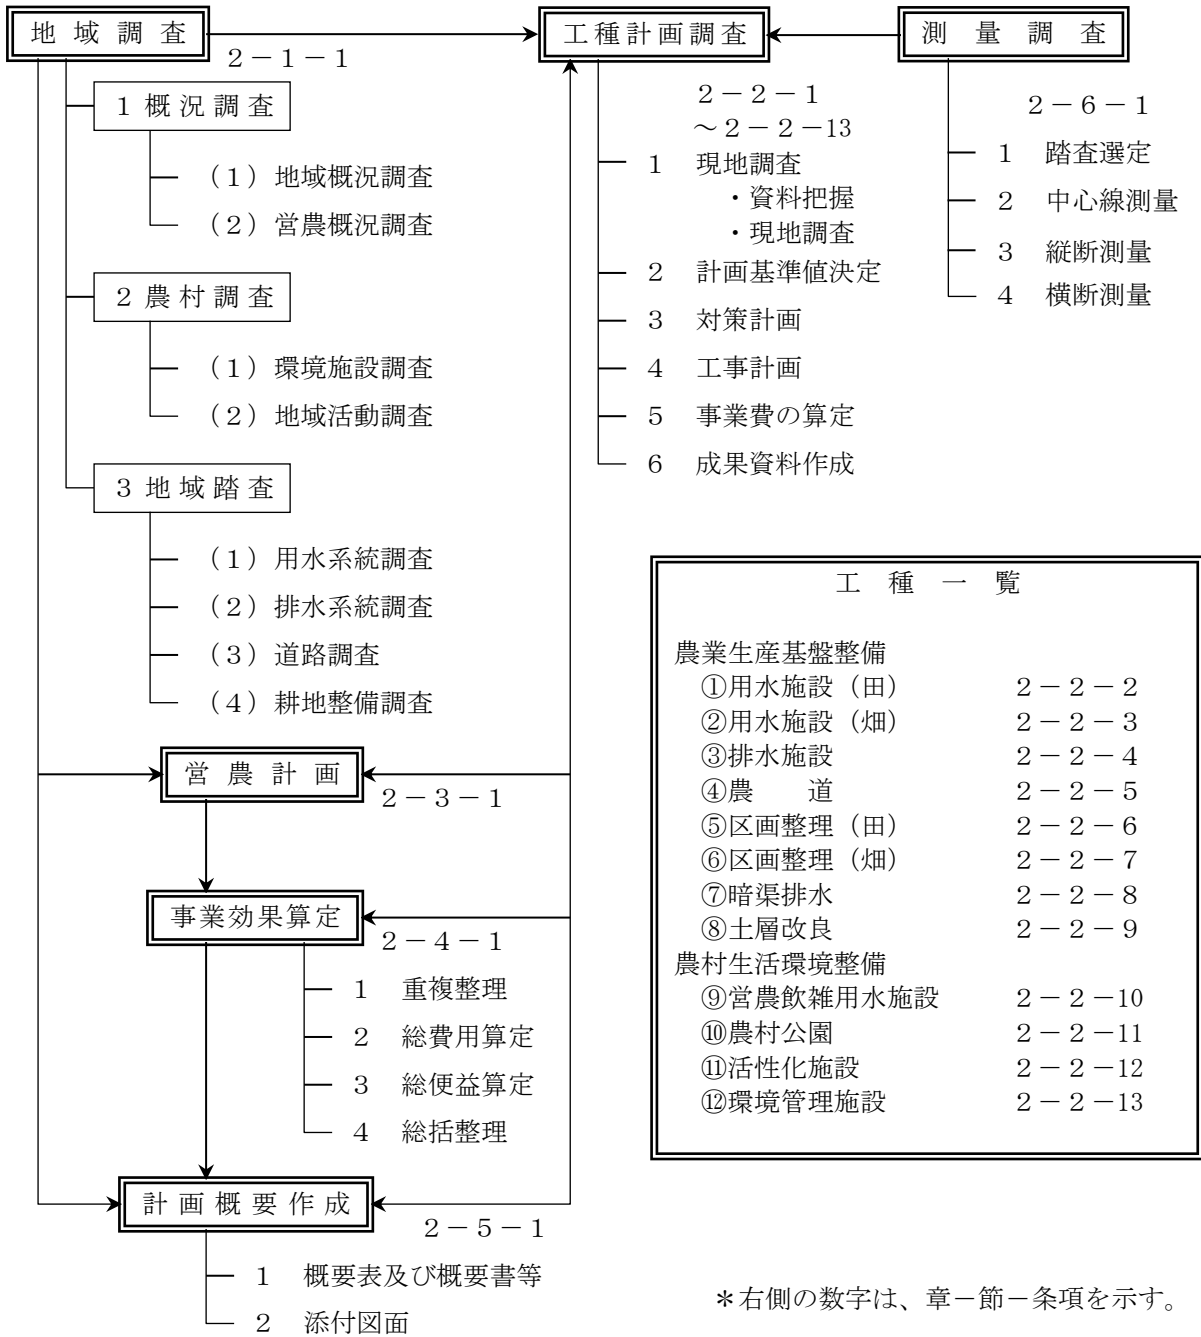 地 域 調 査
2－1－1
1 概 況 調 査
（1）地域概況調査
（2）営農概況調査
2 農 村 調 査
（1）環境施設調査
（2）地域活動調査
3 地 域 踏 査
（1）用水系統調査
（2）排水系統調査
（3）道路調査
（4）耕地整備調査
営 農 計 画
2－3－1
事業効果算定
2－4－1
1 重複整理
2 総費用算定
3 総便益算定
4 総括整理
計 画 概 要 作 成
2－5－1
1 概要表及び概要書等
2 添付図面
工種計画調査
2－2－1
～2－2－13
1 現地調査
・資料把握
・現地調査
2 計画基準値決定
3 対策計画
4 工事計画
5 事業費の算定
6 成果資料作成
測 量 調 査
2－6－1
1 踏査選定
2 中心線測量
3 縦断測量
4 横断測量
工 種 一 覧
農業生産基盤整備
①用水施設（田） 2－2－2
②用水施設（畑） 2－2－3
③排水施設 2－2－4
④農　　道 2－2－5
⑤区画整理（田） 2－2－6
⑥区画整理（畑） 2－2－7
⑦暗渠排水 2－2－8
⑧土層改良 2－2－9
農村生活環境整備
⑨営農飲雑用水施設 2－2－10
⑩農村公園 2－2－11
⑪活性化施設 2－2－12
⑫環境管理施設 2－2－13
＊右側の数字は、章－節－条項を示す。